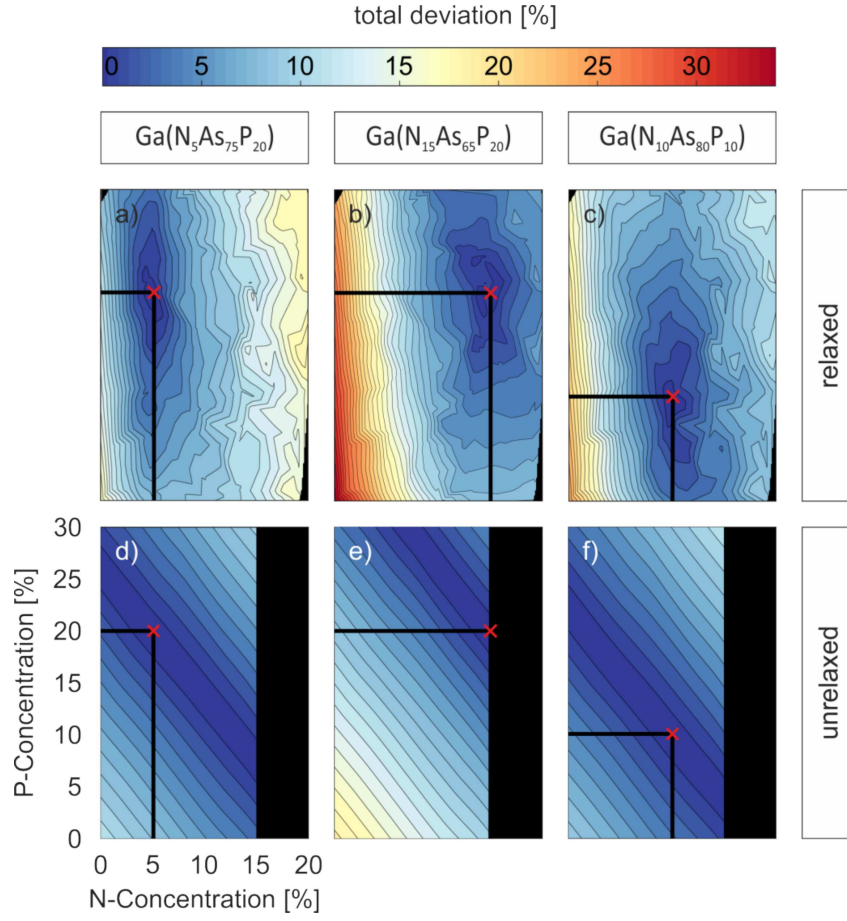 total deviation [%]
0 5 10 15 20 25 30
Ga(N₅As₇₅P₂₀) Ga(N₁₅As₆₅P₂₀) Ga(N₁₀As₈₀P₁₀)
a) b) c)
relaxed
d) e) f)
unrelaxed
P-Concentration [%]
30
25
20
15
10
5
0
0 5 10 15 20
N-Concentration [%]